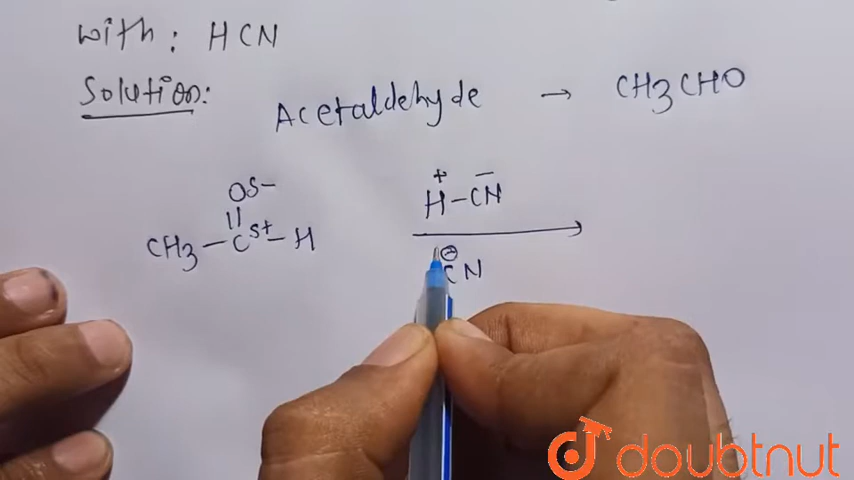 with: HCN
Solution: Acetaldehyde → CH3CHO
Oδ-
||
CH3-Cδ+-H
+ -
H-CN
⊖
CN
doubtnut